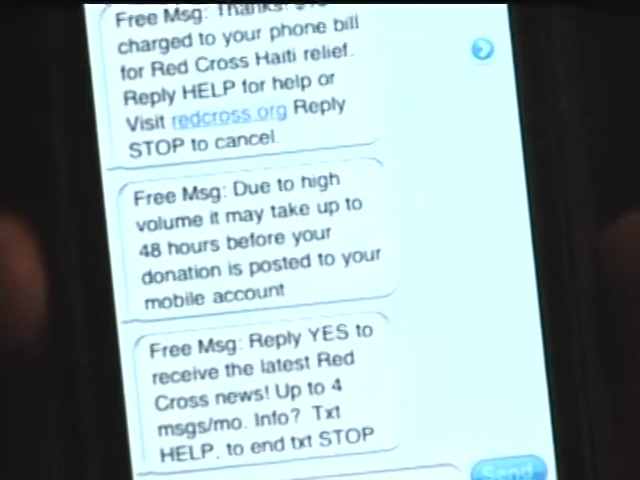 Free Msg: Thanks! $10
charged to your phone bill
for Red Cross Haiti relief.
Reply HELP for help or
Visit redcross.org Reply
STOP to cancel
Free Msg: Due to high
volume it may take up to
48 hours before your
donation is posted to your
mobile account
Free Msg: Reply YES to
receive the latest Red
Cross news! Up to 4
msgs/mo. Info? Txt
HELP. to end txt STOP
Send